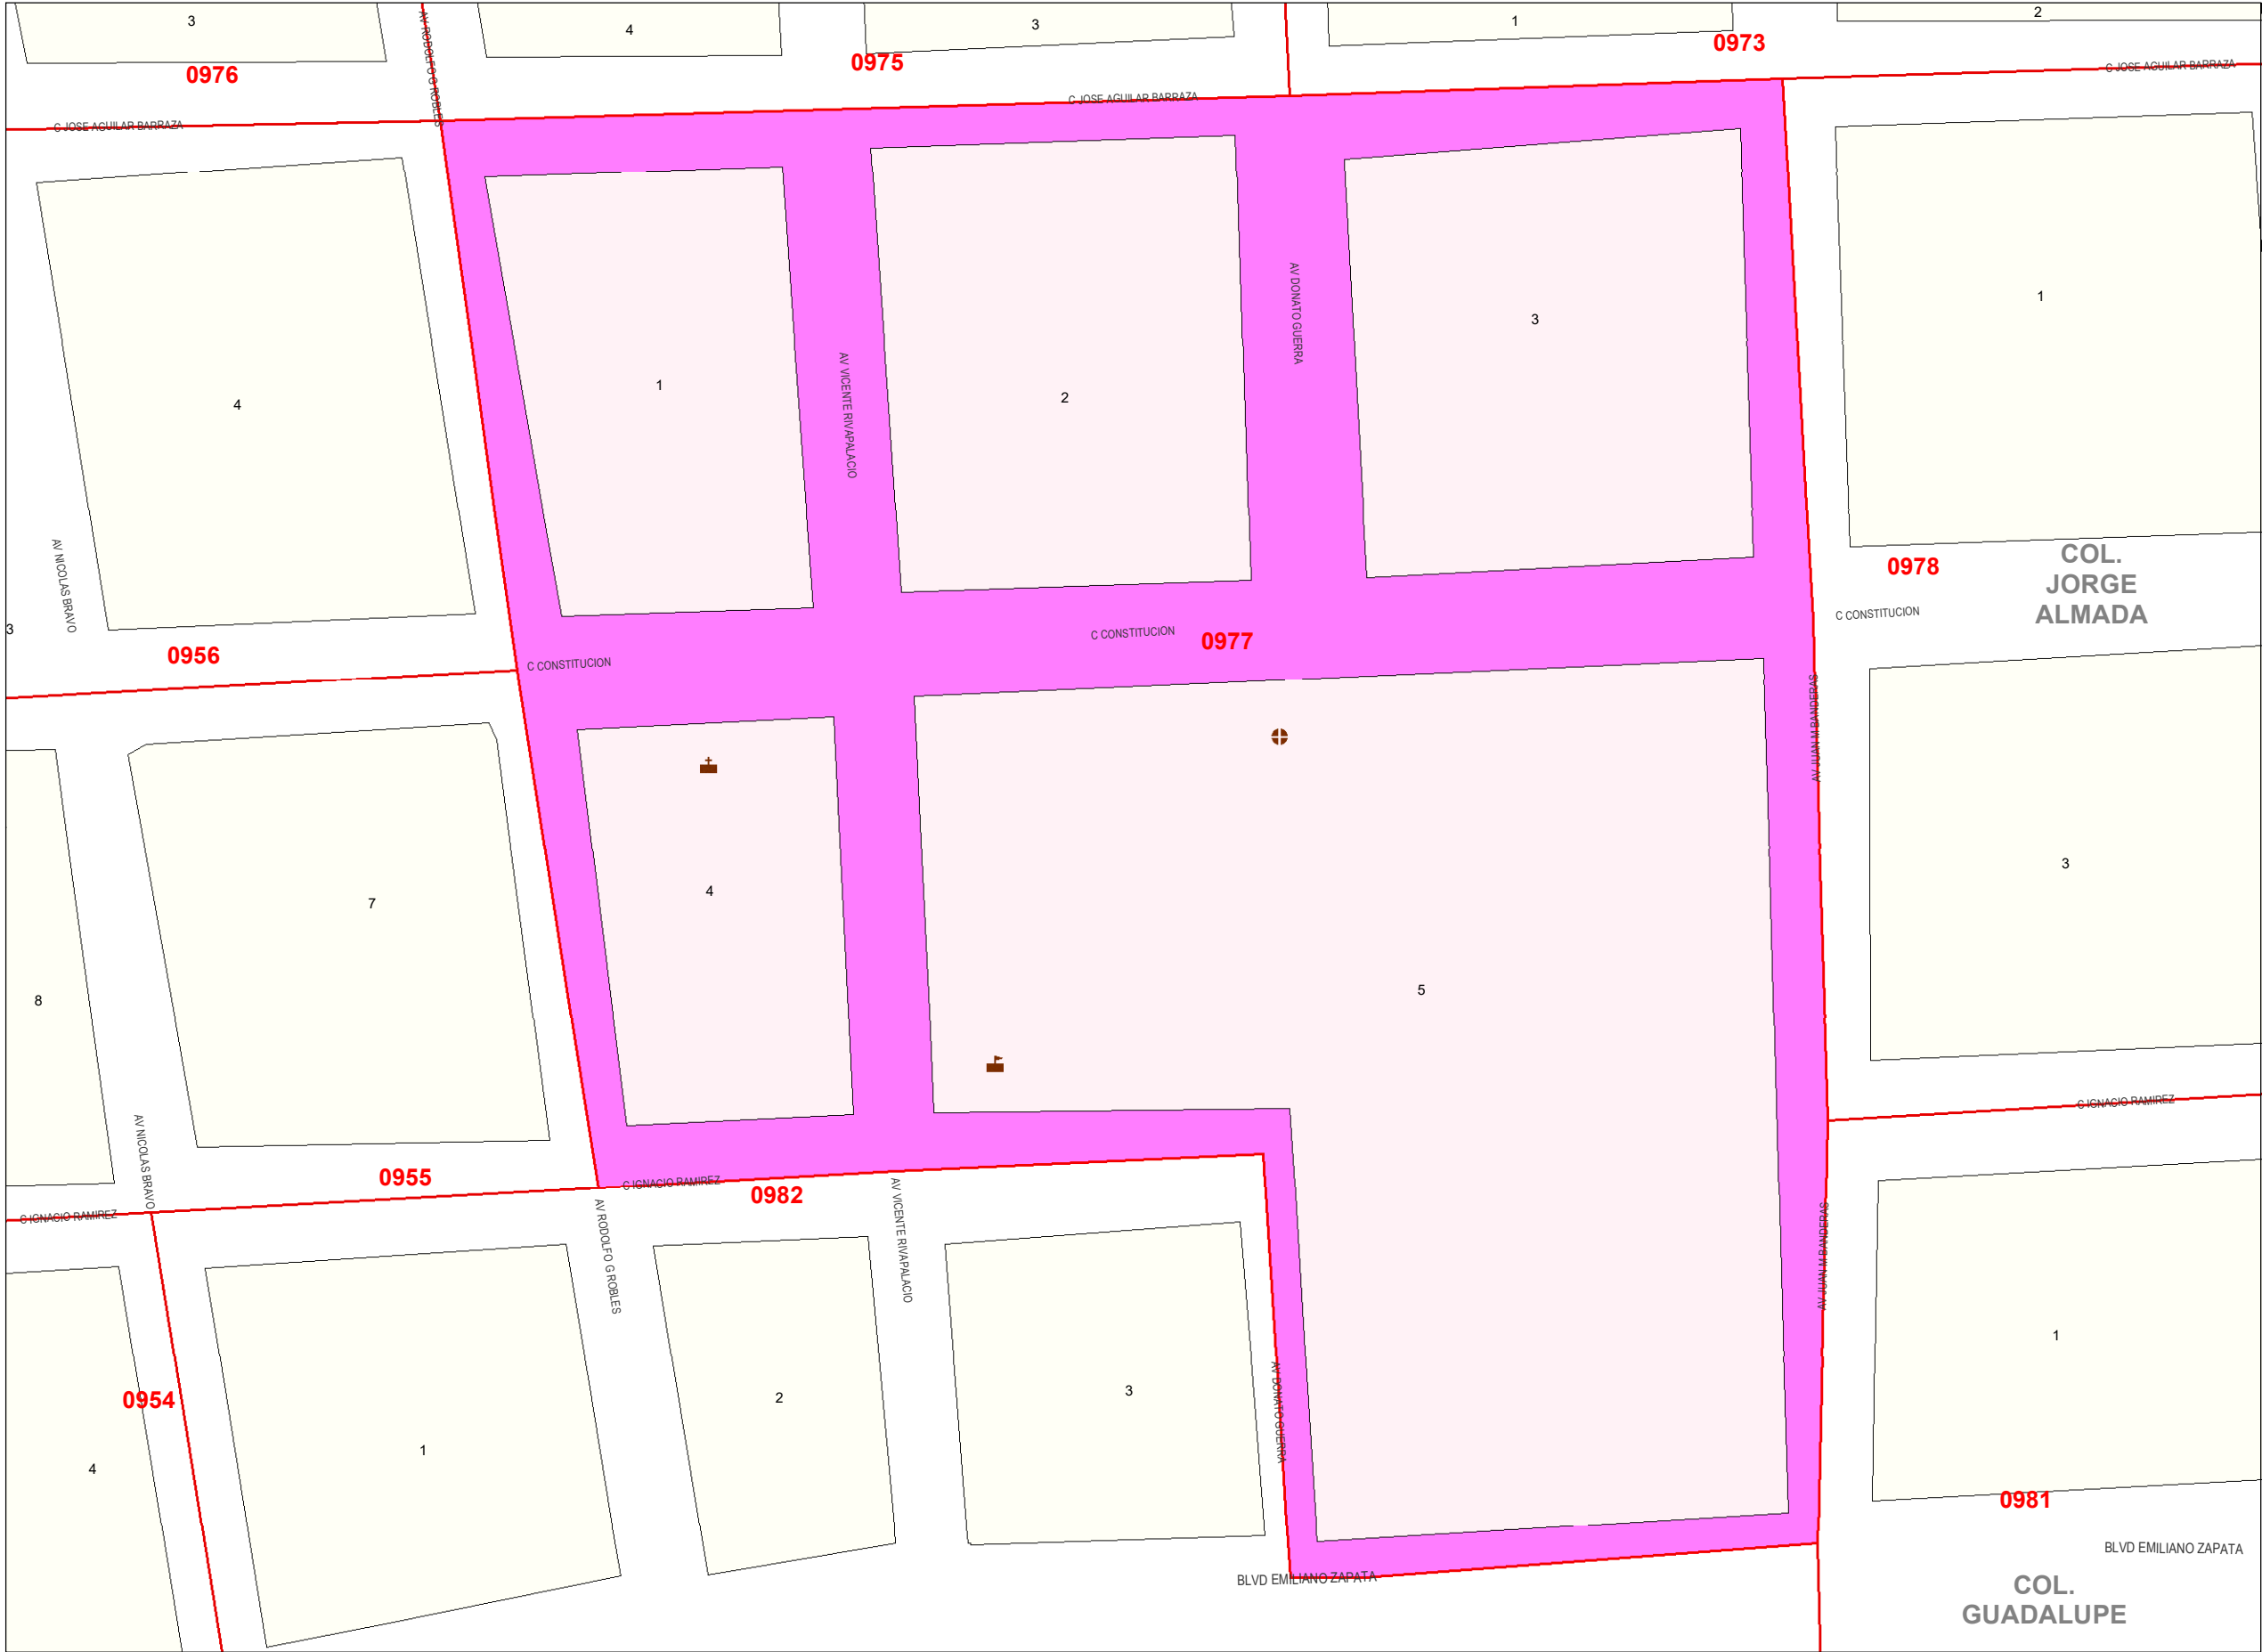 3
4
3
1
2
0976
0975
0973
AV RODOLFO G ROBLES
C JOSE AGUILAR BARRAZA
C JOSE AGUILAR BARRAZA
C JOSE AGUILAR BARRAZA
4
1
2
3
1
AV NICOLAS BRAVO
AV VICENTE RIVAPALACIO
AV DONATO GUERRA
0978
COL.
JORGE
ALMADA
3
0956
C CONSTITUCION
C CONSTITUCION
0977
C CONSTITUCION
AV JUAN M BANDERAS
7
4
3
8
5
AV NICOLAS BRAVO
C IGNACIO RAMIREZ
0955
C IGNACIO RAMIREZ
0982
C IGNACIO RAMIREZ
AV RODOLFO G ROBLES
AV VICENTE RIVAPALACIO
AV JUAN M BANDERAS
0954
4
1
2
3
AV DONATO GUERRA
1
0981
BLVD EMILIANO ZAPATA
BLVD EMILIANO ZAPATA
COL.
GUADALUPE